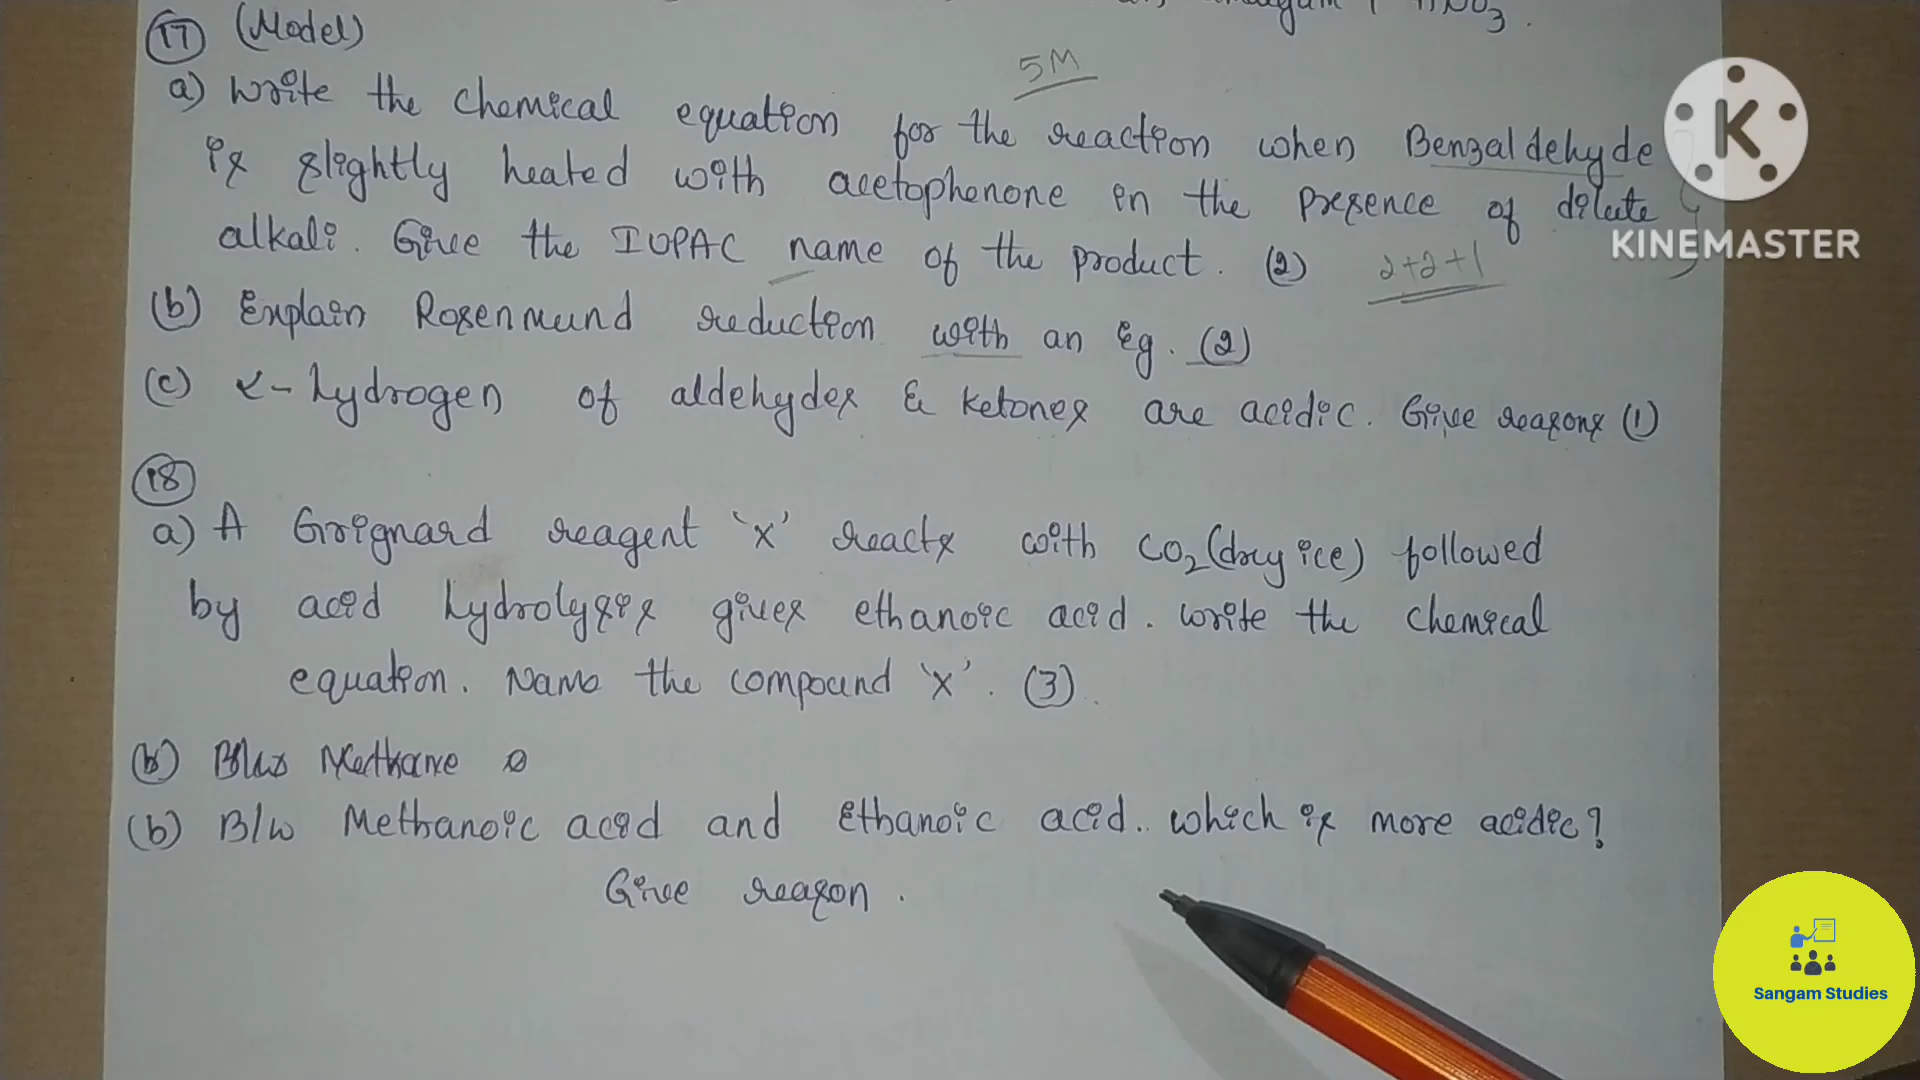 HNO3.
17 (Model)
5M
a) Write the chemical equation for the reaction when Benzaldehyde
is slightly heated with acetophenone in the presence of dilute
alkali. Give the IUPAC name of the product. (2) 2+2+1
(b) Explain Rosenmund reduction with an Eg. (2)
(c) α-hydrogen of aldehydes & ketones are acidic. Give reasons (1)
18
a) A Grignard reagent 'x' reacts with CO2 (dry ice) followed
by acid hydrolysis gives ethanoic acid. write the chemical
equation. Name the compound 'x'. (3).
(b) Methane
(b) B/w Methanoic acid and Ethanoic acid.. which is more acidic?
Give reason.
K
KINEMASTER
Sangam Studies